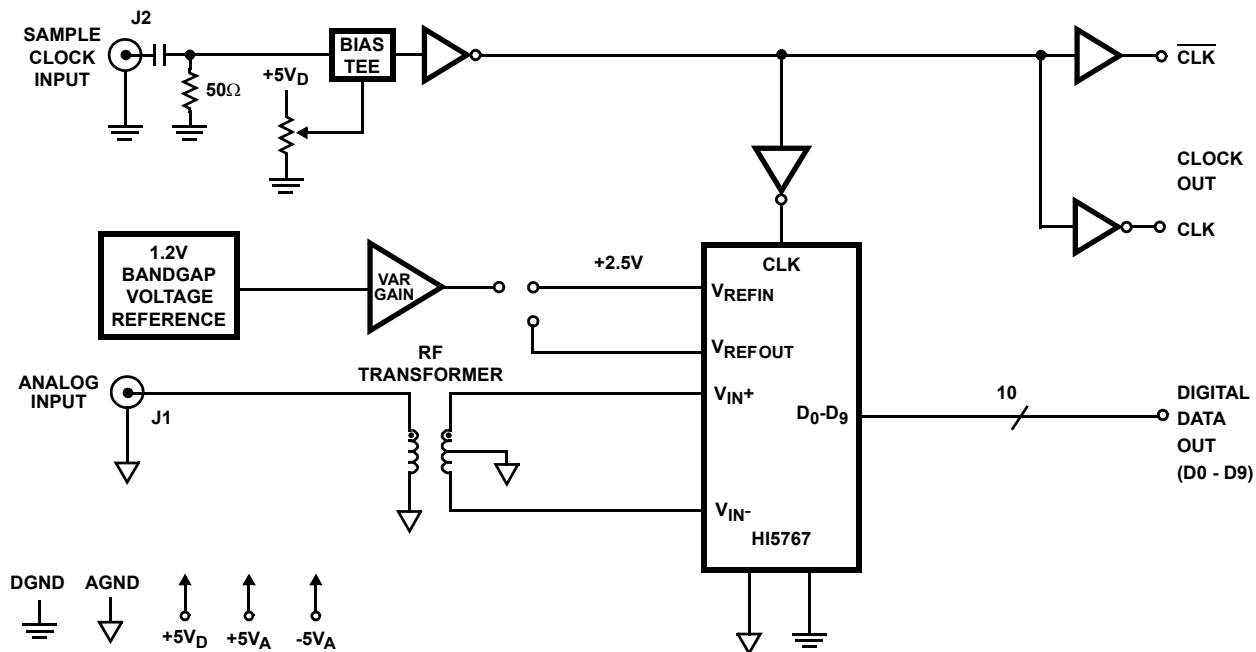 J2
SAMPLE
CLOCK
INPUT
50Ω
+5VD
BIAS
TEE
CLK
CLOCK
OUT
CLK
1.2V
BANDGAP
VOLTAGE
REFERENCE
VAR
GAIN
+2.5V
CLK
VREFIN
VREFOUT
RF
TRANSFORMER
ANALOG
INPUT
J1
VIN+
VIN-
D0-D9
HI5767
10
DIGITAL
DATA
OUT
(D0 - D9)
DGND
AGND
+5VD
+5VA
-5VA